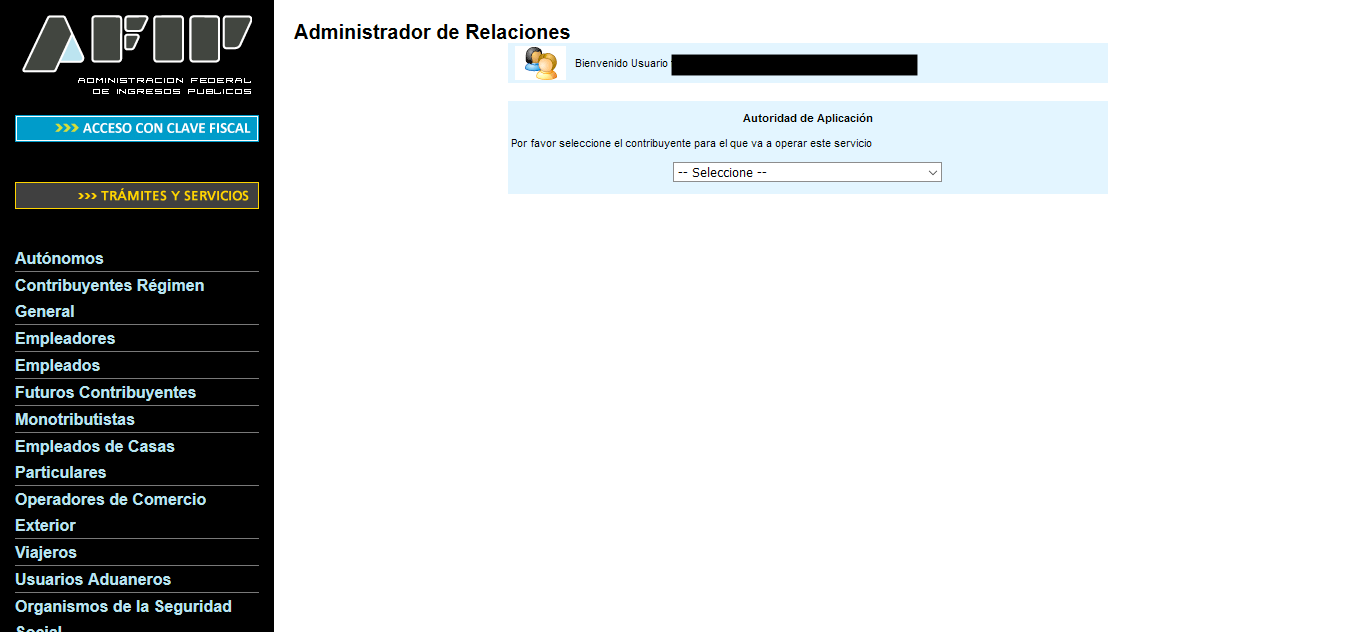 AFIP
ADMINISTRACION FEDERAL
DE INGRESOS PUBLICOS
>>> ACCESO CON CLAVE FISCAL
>>> TRÁMITES Y SERVICIOS
Autónomos
Contribuyentes Régimen
General
Empleadores
Empleados
Futuros Contribuyentes
Monotributistas
Empleados de Casas
Particulares
Operadores de Comercio
Exterior
Viajeros
Usuarios Aduaneros
Organismos de la Seguridad
Social
Administrador de Relaciones
Bienvenido Usuario
Autoridad de Aplicación
Por favor seleccione el contribuyente para el que va a operar este servicio
-- Seleccione --